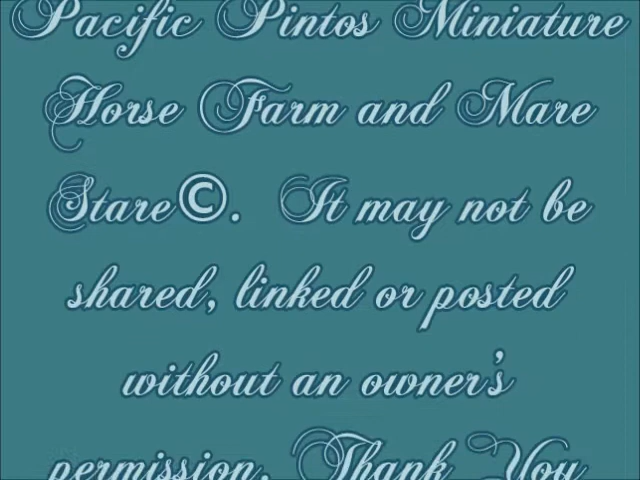 Pacific Pintos Miniature
Horse Farm and Mare
Stare©. It may not be
shared, linked or posted
without an owner's
permission. Thank You